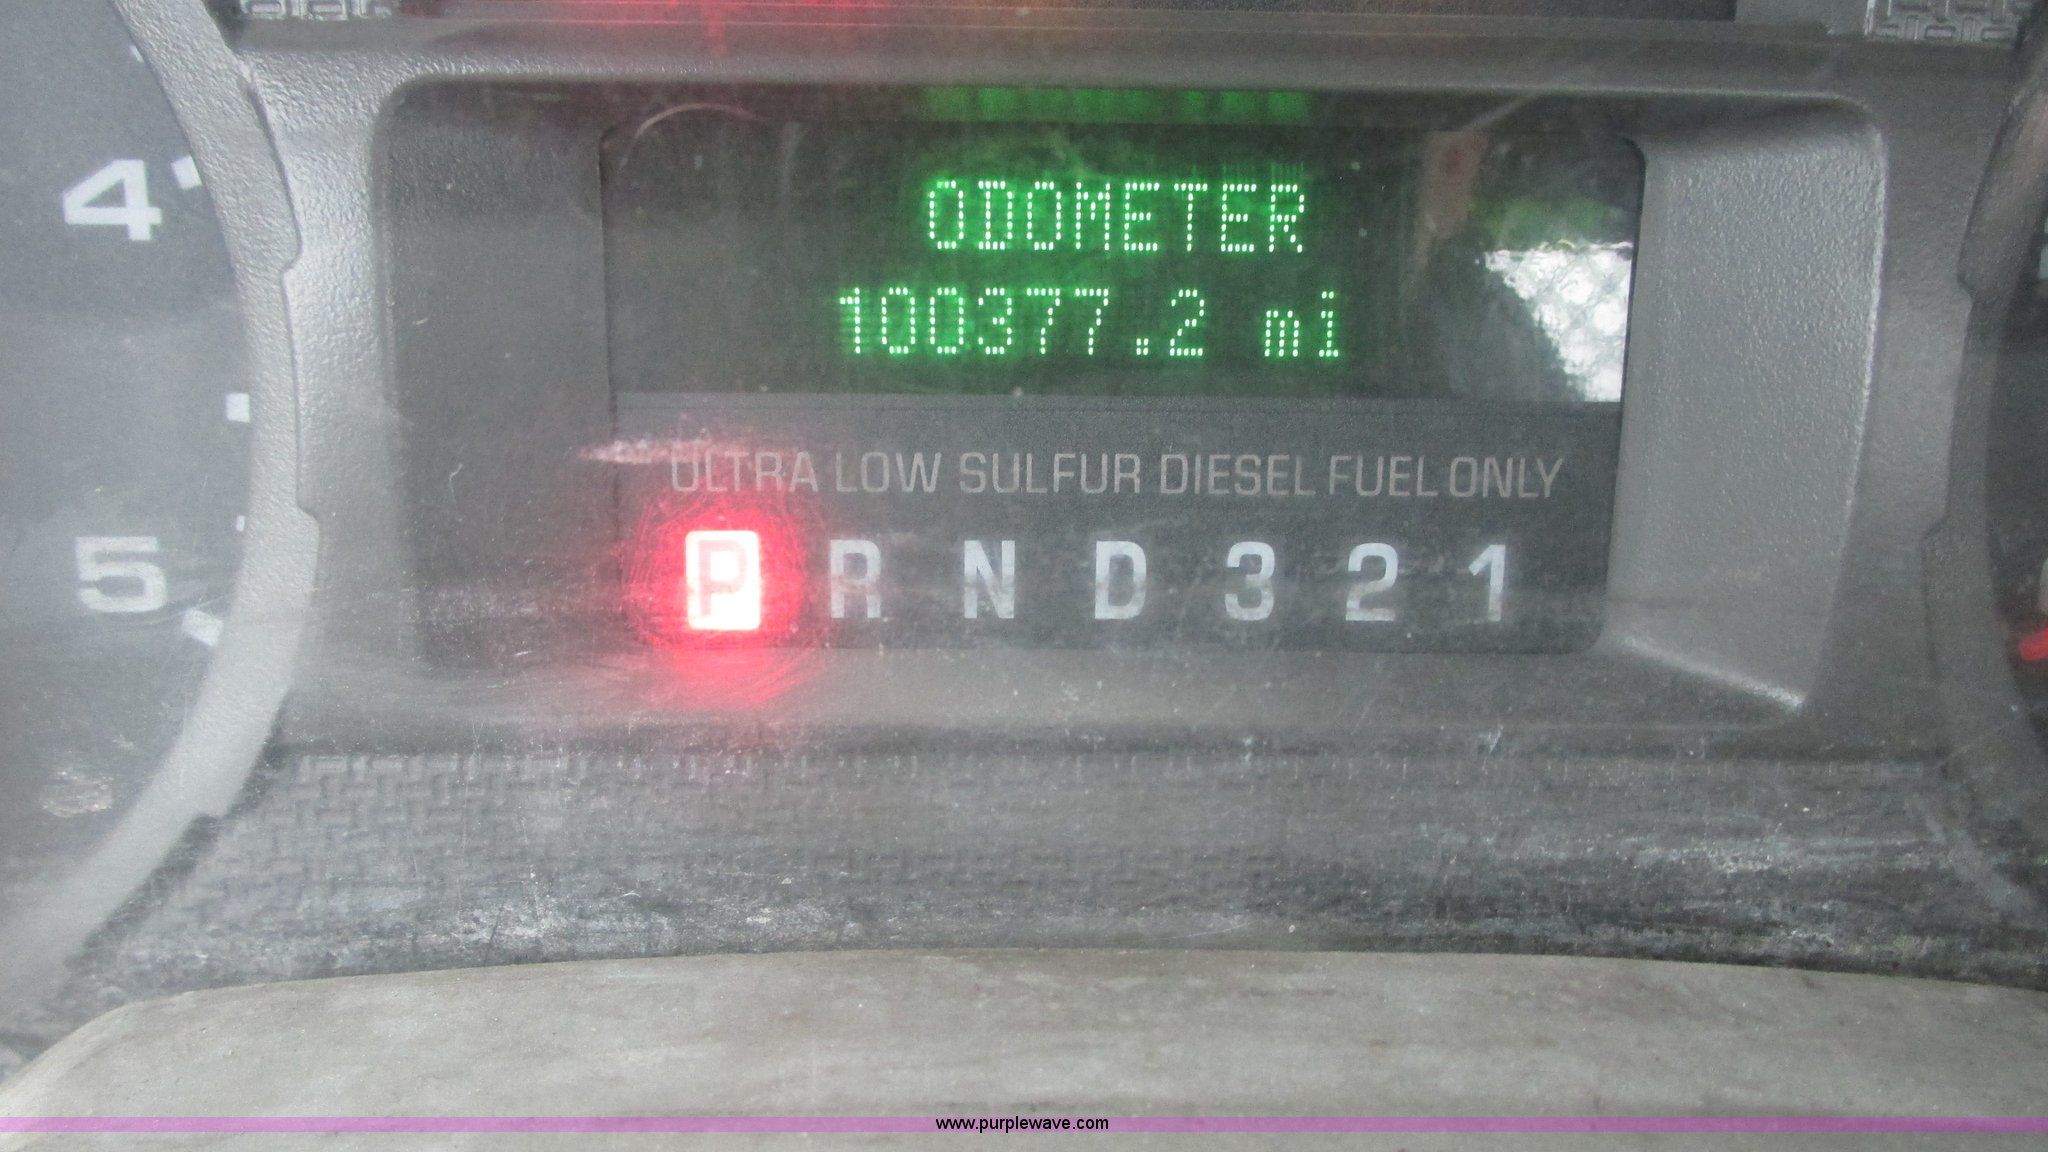 4
ODOMETER
100377.2 mi
ULTRA LOW SULFUR DIESEL FUEL ONLY
5
P R N D 3 2 1
www.purplewave.com